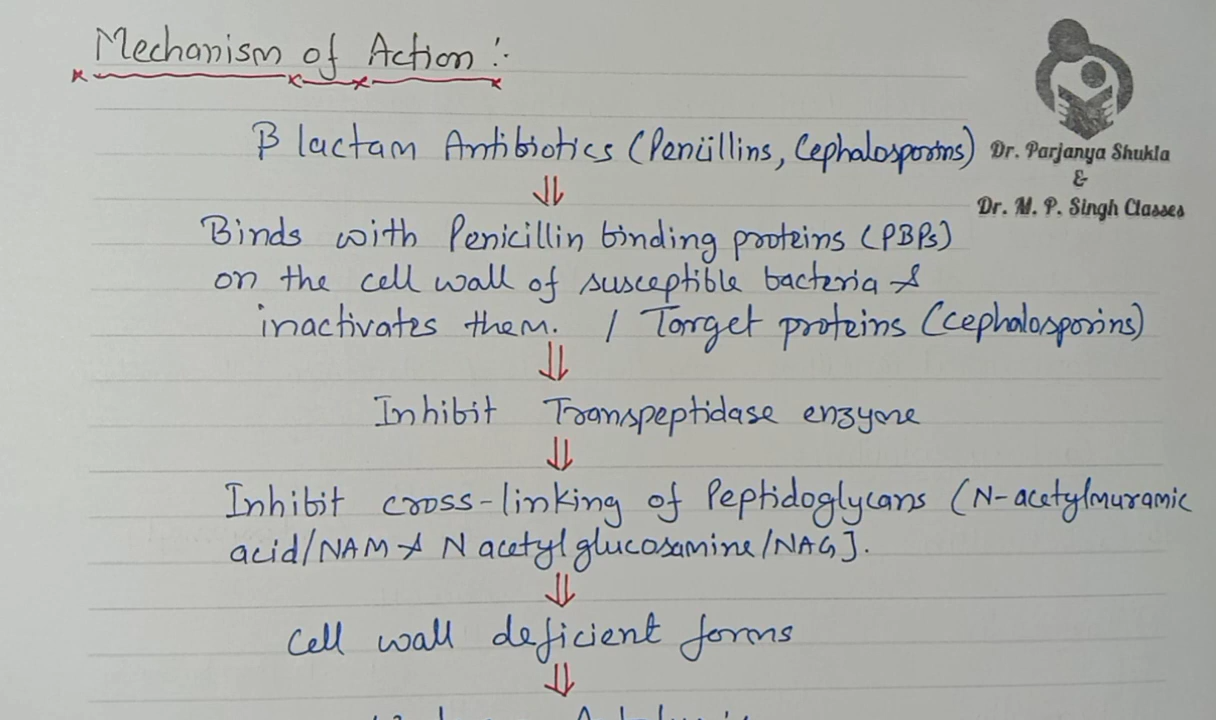 Mechanism of Action :-
β lactam Antibiotics (Penicillins, Cephalosporins)
Dr. Parjanya Shukla
&
Dr. M. P. Singh Classes
⇓
Binds with Penicillin binding proteins (PBPs)
on the cell wall of susceptible bacteria &
inactivates them. / Target proteins (cephalosporins)
⇓
Inhibit Transpeptidase enzyme
⇓
Inhibit cross-linking of Peptidoglycans (N-acetylmuramic
acid/NAM & N acetyl glucosamine/NAG].
⇓
Cell wall deficient forms
⇓